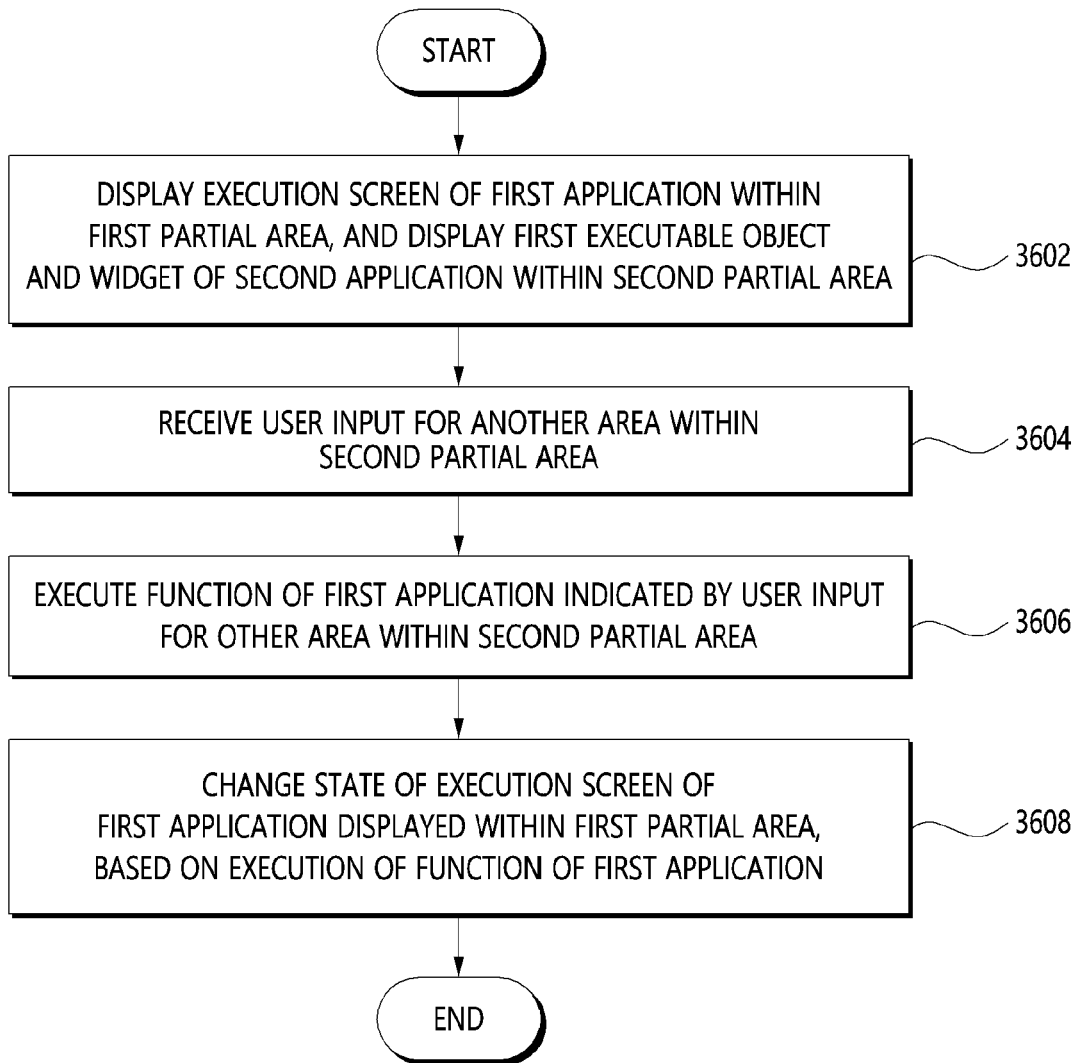 START
DISPLAY EXECUTION SCREEN OF FIRST APPLICATION WITHIN
FIRST PARTIAL AREA, AND DISPLAY FIRST EXECUTABLE OBJECT
AND WIDGET OF SECOND APPLICATION WITHIN SECOND PARTIAL AREA
3602
RECEIVE USER INPUT FOR ANOTHER AREA WITHIN
SECOND PARTIAL AREA
3604
EXECUTE FUNCTION OF FIRST APPLICATION INDICATED BY USER INPUT
FOR OTHER AREA WITHIN SECOND PARTIAL AREA
3606
CHANGE STATE OF EXECUTION SCREEN OF
FIRST APPLICATION DISPLAYED WITHIN FIRST PARTIAL AREA,
BASED ON EXECUTION OF FUNCTION OF FIRST APPLICATION
3608
END